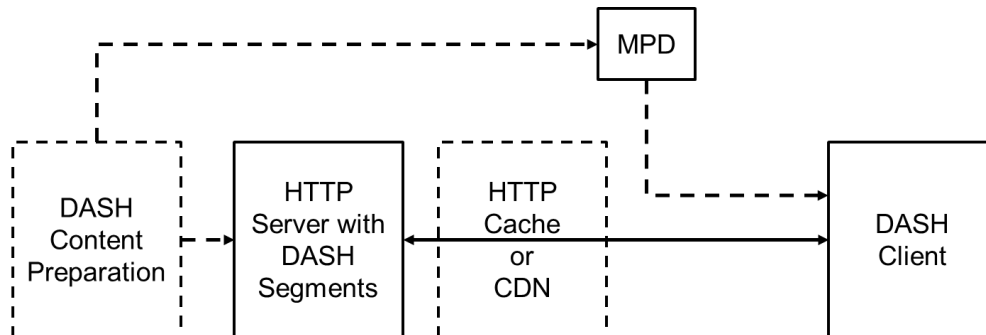 MPD
DASH
Content
Preparation
HTTP
Server with
DASH
Segments
HTTP
Cache
or
CDN
DASH
Client